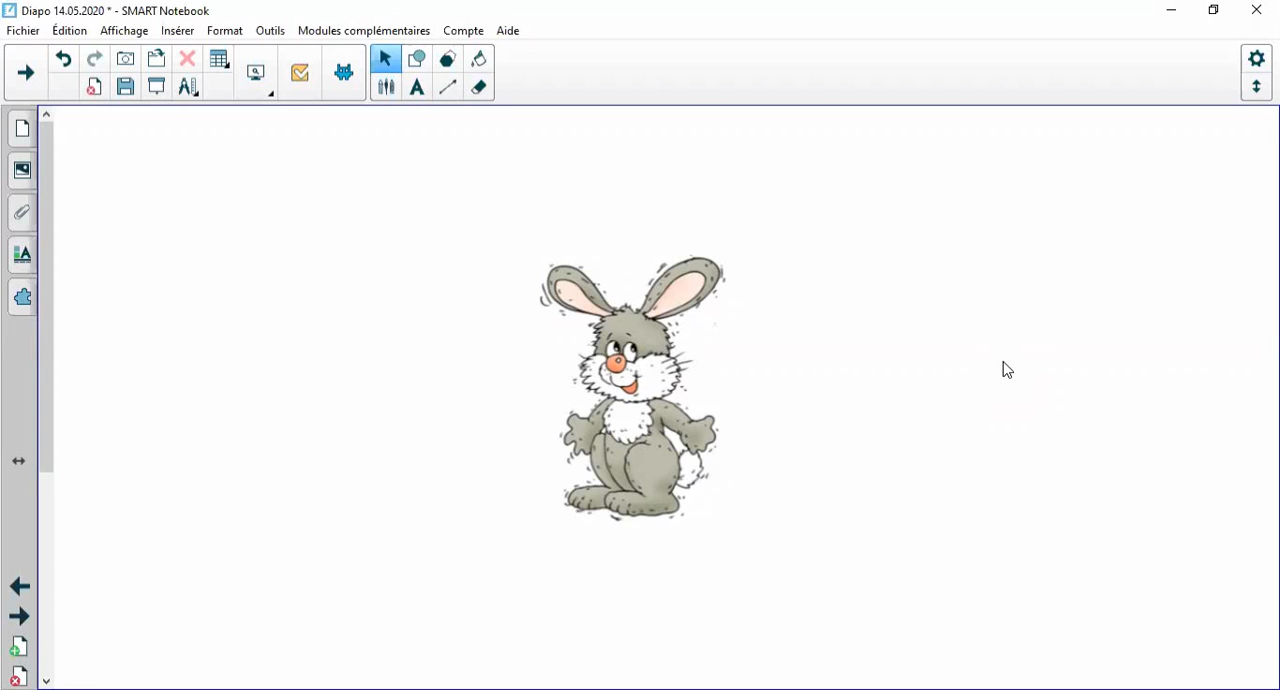 Diapo 14.05.2020 * - SMART Notebook
Fichier Édition Affichage Insérer Format Outils Modules complémentaires Compte Aide